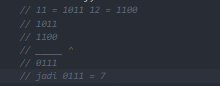 // 11 = 1011 12 = 1100
// 1011
// 1100
// _____ ^
// 0111
// jadi 0111 = 7